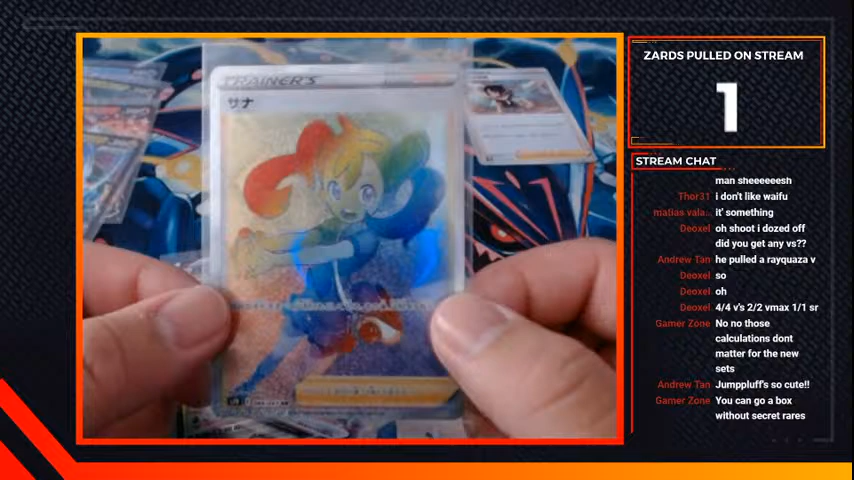 TRAINER'S
サナ
ZARDS PULLED ON STREAM
1
STREAM CHAT
man sheeeeeesh
Thor31 i don't like waifu
matias vala... it' something
Deoxel oh shoot i dozed off
did you get any vs??
Andrew Tan he pulled a rayquaza v
Deoxel so
Deoxel oh
Deoxel 4/4 v's 2/2 vmax 1/1 sr
Gamer Zone No no those
calculations dont
matter for the new
sets
Andrew Tan Jumppluff's so cute!!
Gamer Zone You can go a box
without secret rares